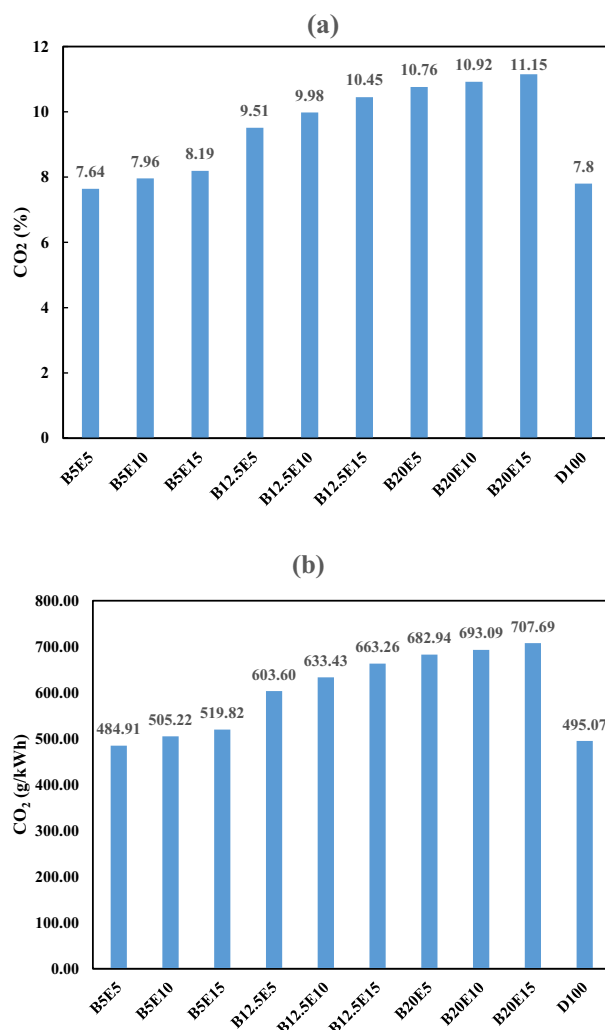 (a)
12
10
8
6
4
2
0
CO2 (%)
7.64
7.96
8.19
9.51
9.98
10.45
10.76
10.92
11.15
7.8
B5E5
B5E10
B5E15
B12.5E5
B12.5E10
B12.5E15
B20E5
B20E10
B20E15
D100
(b)
800.00
700.00
600.00
500.00
400.00
300.00
200.00
100.00
0.00
CO₂ (g/kWh)
484.91
505.22
519.82
603.60
633.43
663.26
682.94
693.09
707.69
495.07
B5E5
B5E10
B5E15
B12.5E5
B12.5E10
B12.5E15
B20E5
B20E10
B20E15
D100